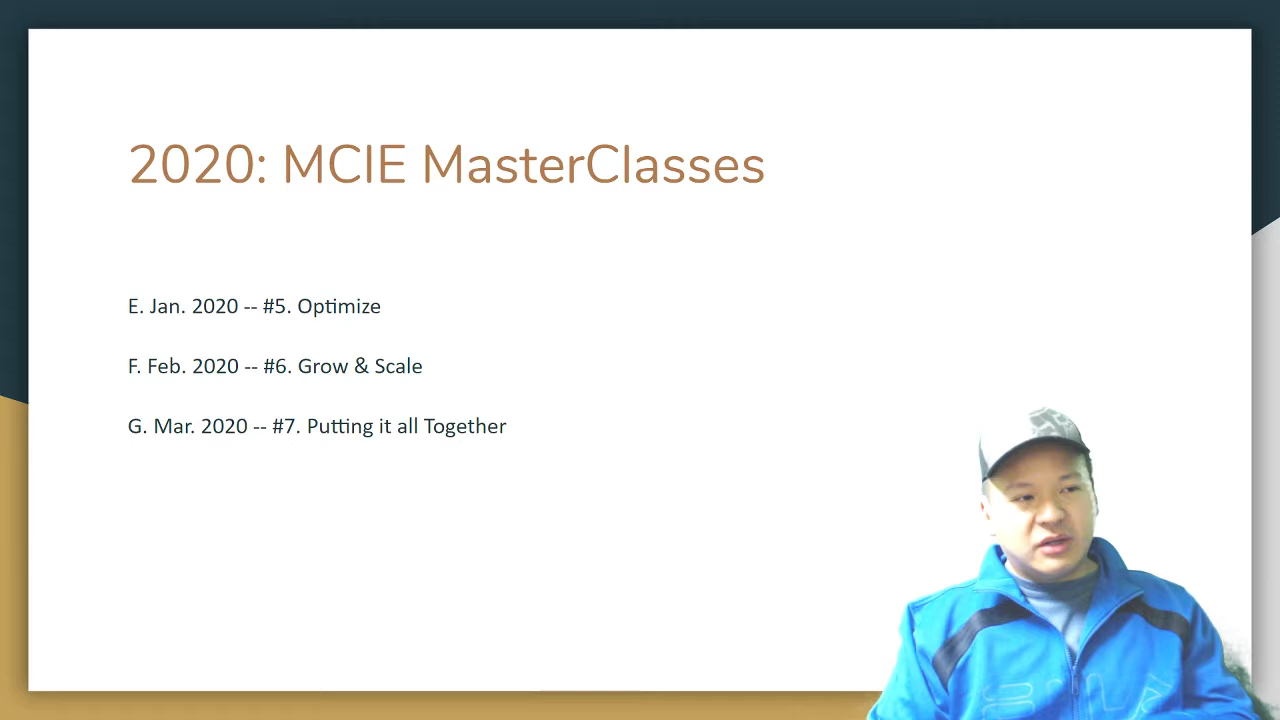 2020: MCIE MasterClasses
E. Jan. 2020 -- #5. Optimize
F. Feb. 2020 -- #6. Grow & Scale
G. Mar. 2020 -- #7. Putting it all Together